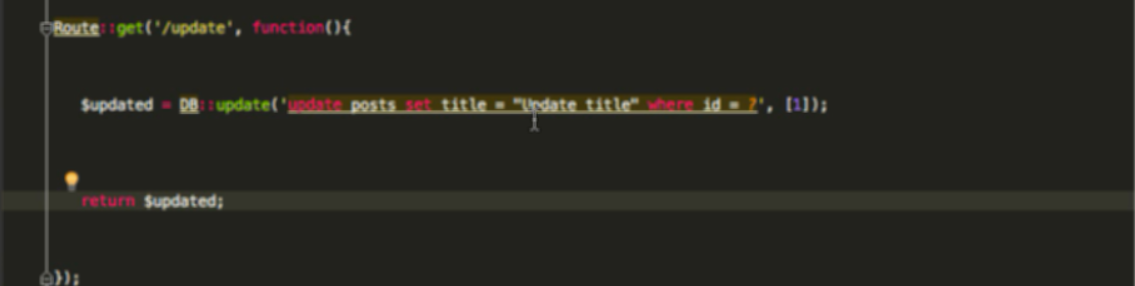 Route::get('/update', function(){
$updated = DB::update('update posts set title = "Update title" where id = ?', [1]);
return $updated;
});